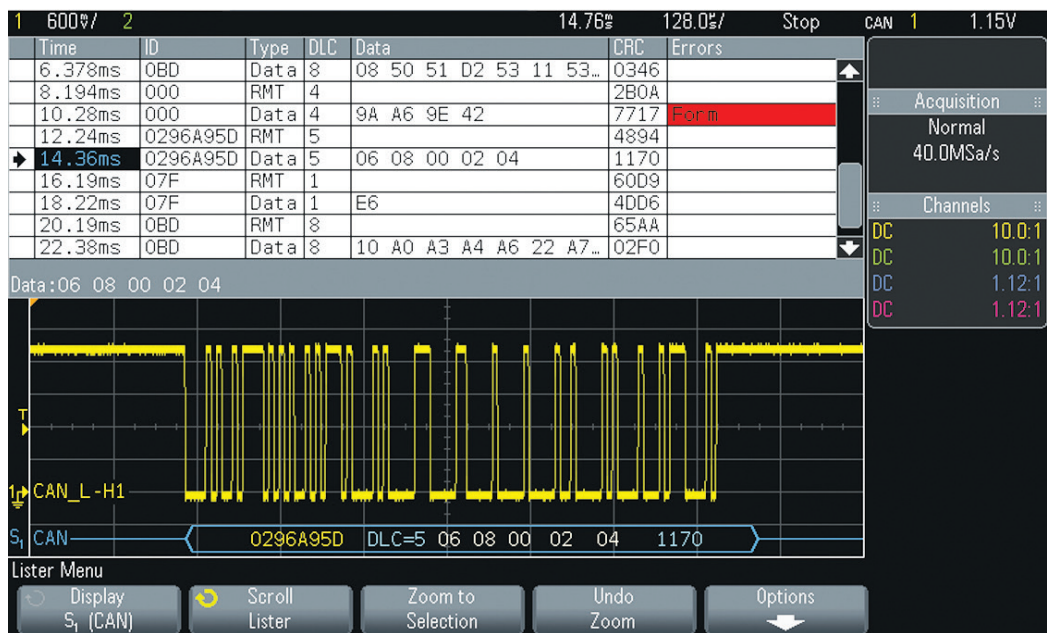 1 600♡/ 2 14.76ms 128.0us/ Stop CAN 1 1.15V
Time ID Type DLC Data CRC Errors
6.378ms 0BD Data 8 08 50 51 D2 53 11 53… 0346
8.194ms 000 RMT 4 2B0A
10.28ms 000 Data 4 9A A6 9E 42 7717 Form
12.24ms 0296A95D RMT 5 4894
14.36ms 0296A95D Data 5 06 08 00 02 04 1170
16.19ms 07F RMT 1 60D9
18.22ms 07F Data 1 E6 4DD6
20.19ms 0BD RMT 8 65AA
22.38ms 0BD Data 8 10 A0 A3 A4 A6 22 A7… 02F0
Acquisition
Normal
40.0MSa/s
Channels
DC 10.0:1
DC 10.0:1
DC 1.12:1
DC 1.12:1
Data:06 08 00 02 04
T
1 CAN_L -H1
S1 CAN 0296A95D DLC=5 06 08 00 02 04 1170
Lister Menu
Display
S1 (CAN)
Scroll
Lister
Zoom to
Selection
Undo
Zoom
Options